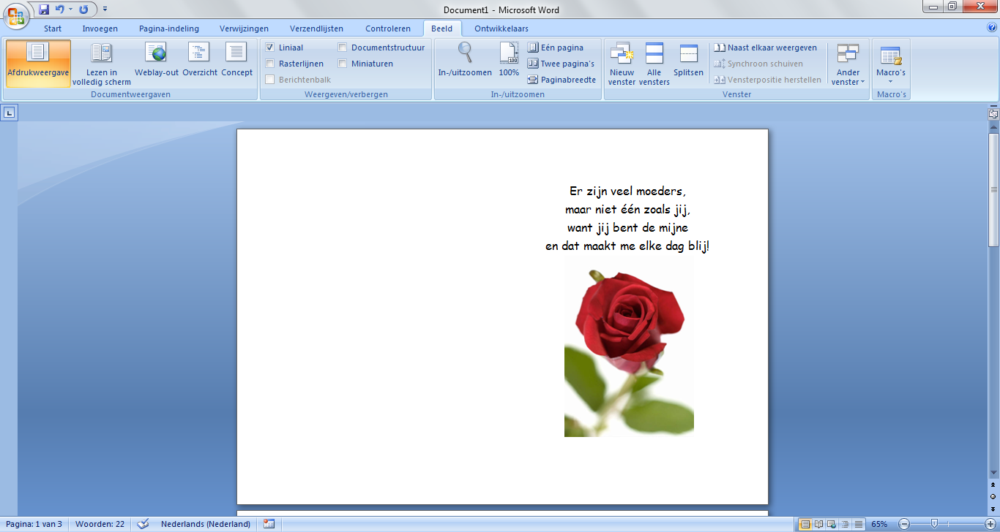 Document1 - Microsoft Word
Start Invoegen Pagina-indeling Verwijzingen Verzendlijsten Controleren Beeld Ontwikkelaars
Afdrukweergave
Lezen in
volledig scherm
Weblay-out
Overzicht
Concept
Documentweergaven
Liniaal
Rasterlijnen
Berichtenbalk
Documentstructuur
Miniaturen
Weergeven/verbergen
In-/uitzoomen
100
100%
Eén pagina
Twee pagina's
Paginabreedte
In-/uitzoomen
Nieuw
venster
Alle
vensters
Splitsen
Naast elkaar weergeven
Synchroon schuiven
Vensterpositie herstellen
Ander
venster
Venster
Macro's
Macro's
Er zijn veel moeders,
maar niet één zoals jij,
want jij bent de mijne
en dat maakt me elke dag blij!
Pagina: 1 van 3 Woorden: 22 Nederlands (Nederland) 65%